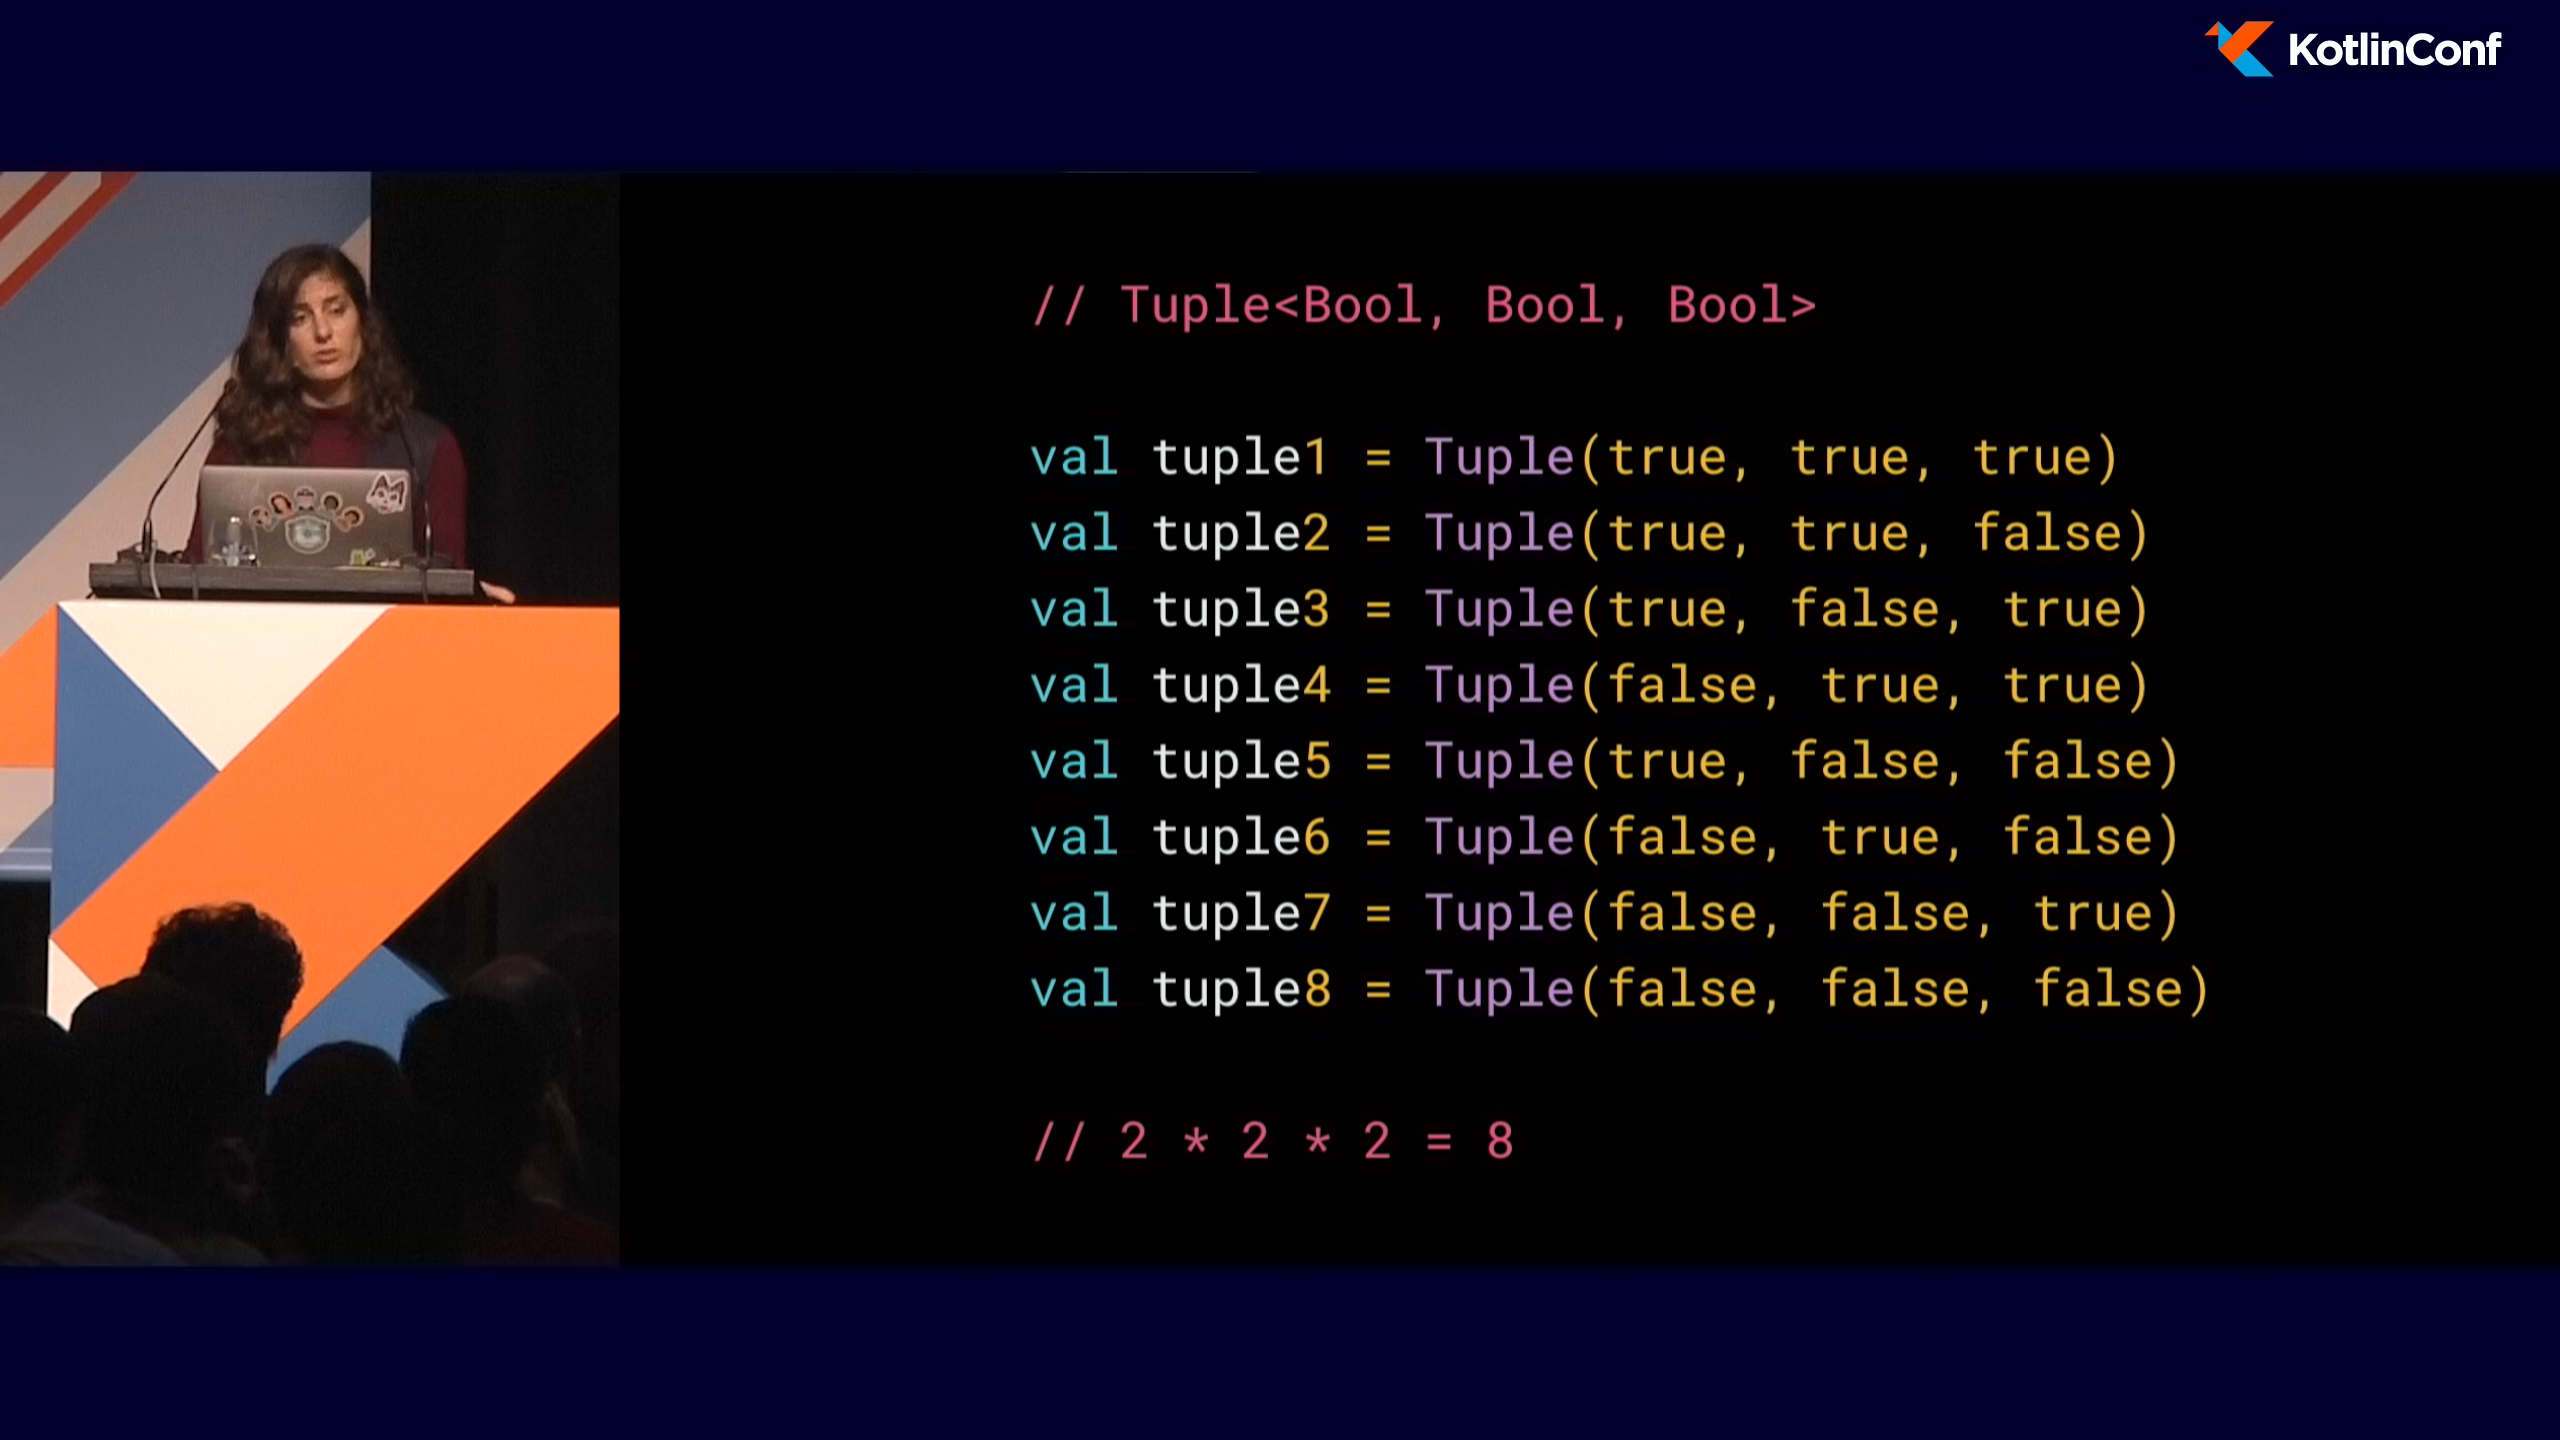 KotlinConf
// Tuple<Bool, Bool, Bool>
val tuple1 = Tuple(true, true, true)
val tuple2 = Tuple(true, true, false)
val tuple3 = Tuple(true, false, true)
val tuple4 = Tuple(false, true, true)
val tuple5 = Tuple(true, false, false)
val tuple6 = Tuple(false, true, false)
val tuple7 = Tuple(false, false, true)
val tuple8 = Tuple(false, false, false)
// 2 * 2 * 2 = 8